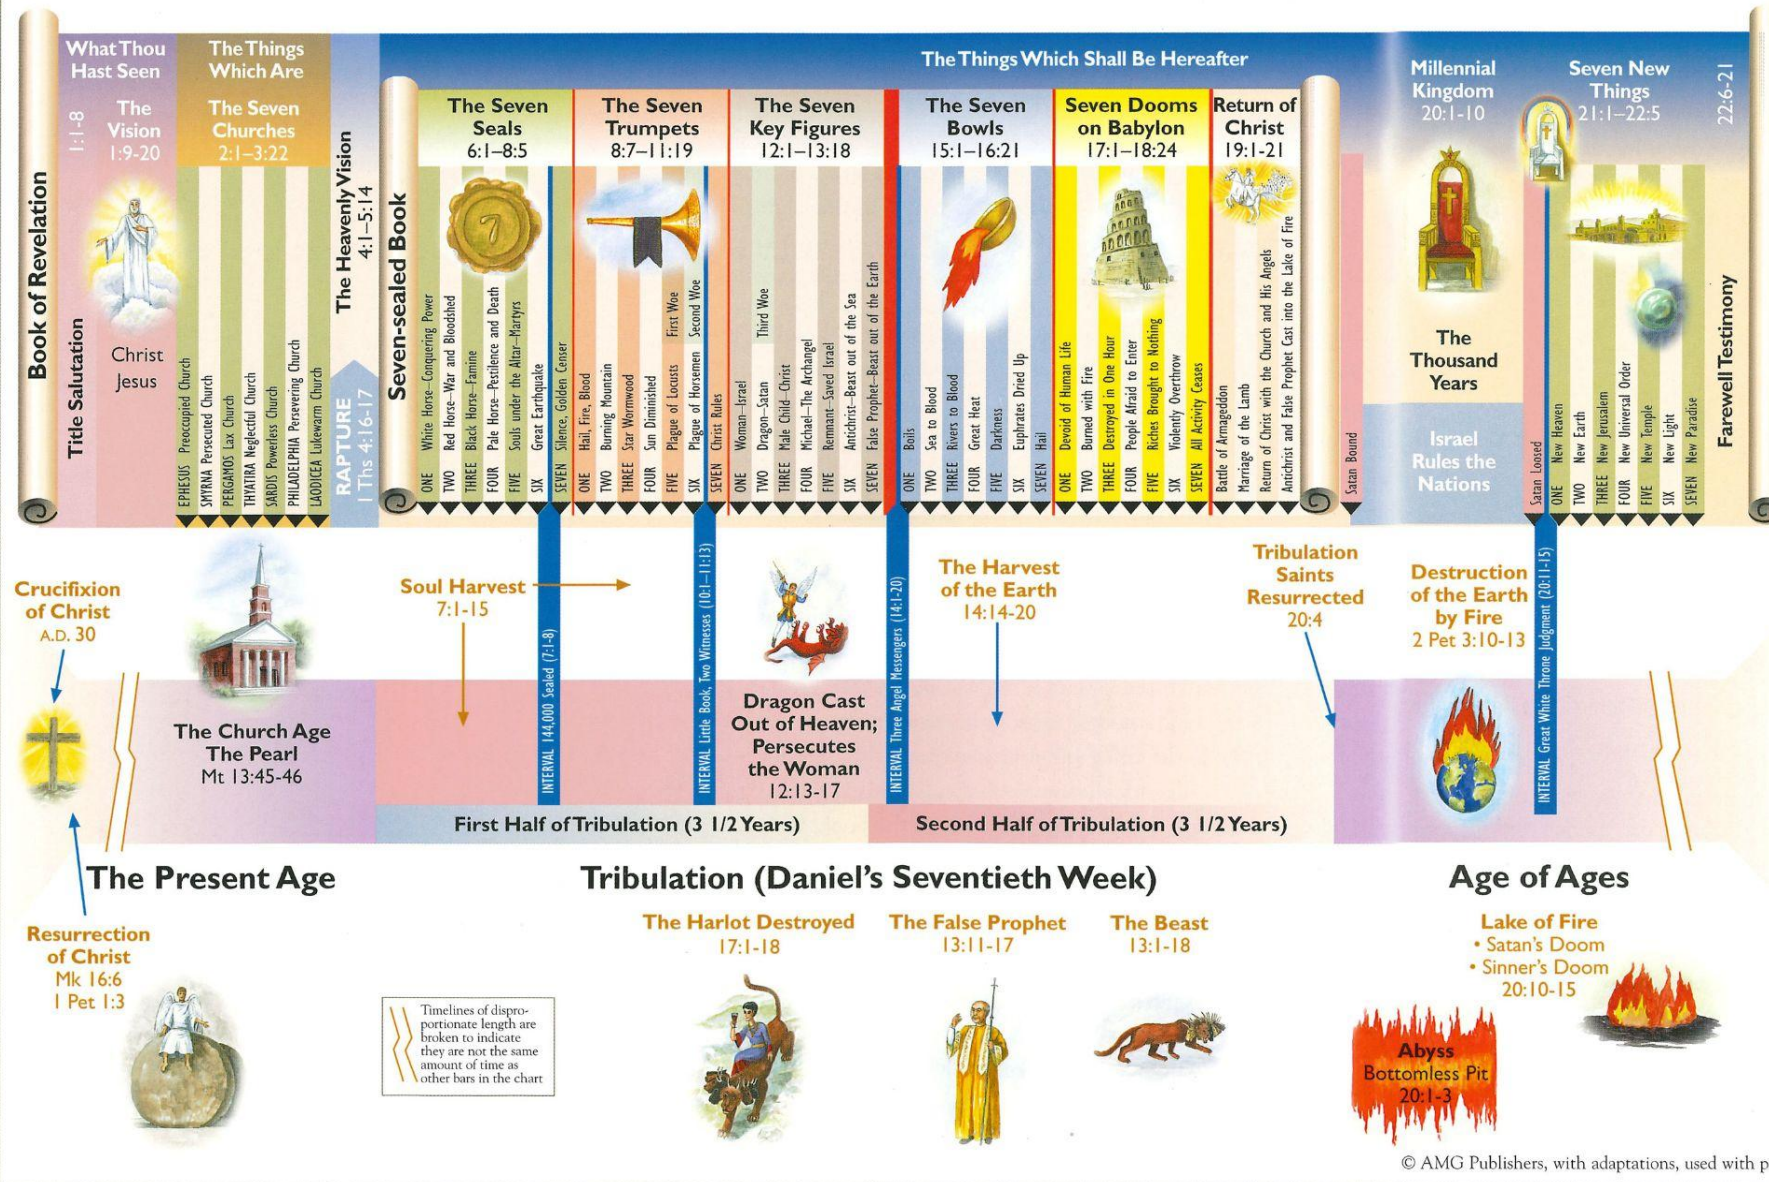 Book of Revelation
What Thou
Hast Seen
1:1-8
Title Salutation
The
Vision
1:9-20
Christ
Jesus
The Things
Which Are
The Seven
Churches
2:1–3:22
EPHESUS Preoccupied Church
SMYRNA Persecuted Church
PERGAMOS Lax Church
THYATIRA Neglectful Church
SARDIS Powerless Church
PHILADELPHIA Persevering Church
LAODICEA Lukewarm Church
The Heavenly Vision
4:1–5:14
RAPTURE
1 Ths 4:16-17
The Things Which Shall Be Hereafter
Seven-sealed Book
The Seven
Seals
6:1–8:5
7
ONE White Horse–Conquering Power
TWO Red Horse–War and Bloodshed
THREE Black Horse–Famine
FOUR Pale Horse–Pestilence and Death
FIVE Souls under the Altar–Martyrs
SIX Great Earthquake
SEVEN Silence, Golden Censer
The Seven
Trumpets
8:7–11:19
ONE Hail, Fire, Blood
TWO Burning Mountain
THREE Star Wormwood
FOUR Sun Diminished
FIVE Plague of Locusts First Woe
SIX Plague of Horsemen Second Woe
SEVEN Christ Rules
The Seven
Key Figures
12:1–13:18
ONE Woman–Israel
TWO Dragon–Satan Third Woe
THREE Male Child–Christ
FOUR Michael–The Archangel
FIVE Remnant–Saved Israel
SIX Antichrist–Beast out of the Sea
SEVEN False Prophet–Beast out of the Earth
The Seven
Bowls
15:1–16:21
ONE Boils
TWO Sea to Blood
THREE Rivers to Blood
FOUR Great Heat
FIVE Darkness
SIX Euphrates Dried Up
SEVEN Hail
Seven Dooms
on Babylon
17:1–18:24
ONE Devoid of Human Life
TWO Burned with Fire
THREE Destroyed in One Hour
FOUR People Afraid to Enter
FIVE Riches Brought to Nothing
SIX Violently Overthrow
SEVEN All Activity Ceases
Return of
Christ
19:1-21
Battle of Armageddon
Marriage of the Lamb
Return of Christ with the Church and His Angels
Antichrist and False Prophet Cast into the Lake of Fire
Satan Bound
Millennial
Kingdom
20:1-10
The
Thousand
Years
Israel
Rules the
Nations
Satan Loosed
Seven New
Things
21:1–22:5
ONE New Heaven
TWO New Earth
THREE New Jerusalem
FOUR New Universal Order
FIVE New Temple
SIX New Light
SEVEN New Paradise
22:6-21
Farewell Testimony
Crucifixion
of Christ
A.D. 30
Soul Harvest
7:1-15
INTERVAL 144,000 Sealed (7:1-8)
INTERVAL Little Book, Two Witnesses (10:1–11:13)
Dragon Cast
Out of Heaven;
Persecutes
the Woman
12:13-17
INTERVAL Three Angel Messengers (14:1-20)
The Harvest
of the Earth
14:14-20
Tribulation
Saints
Resurrected
20:4
Destruction
of the Earth
by Fire
2 Pet 3:10-13
INTERVAL Great White Throne Judgment (20:11-15)
The Church Age
The Pearl
Mt 13:45-46
First Half of Tribulation (3 1/2 Years)
Second Half of Tribulation (3 1/2 Years)
The Present Age
Tribulation (Daniel's Seventieth Week)
Age of Ages
Resurrection
of Christ
Mk 16:6
1 Pet 1:3
Timelines of dispro-
portionate length are
broken to indicate
they are not the same
amount of time as
other bars in the chart
The Harlot Destroyed
17:1-18
The False Prophet
13:11-17
The Beast
13:1-18
Lake of Fire
• Satan's Doom
• Sinner's Doom
20:10-15
Abyss
Bottomless Pit
20:1-3
© AMG Publishers, with adaptations, used with p